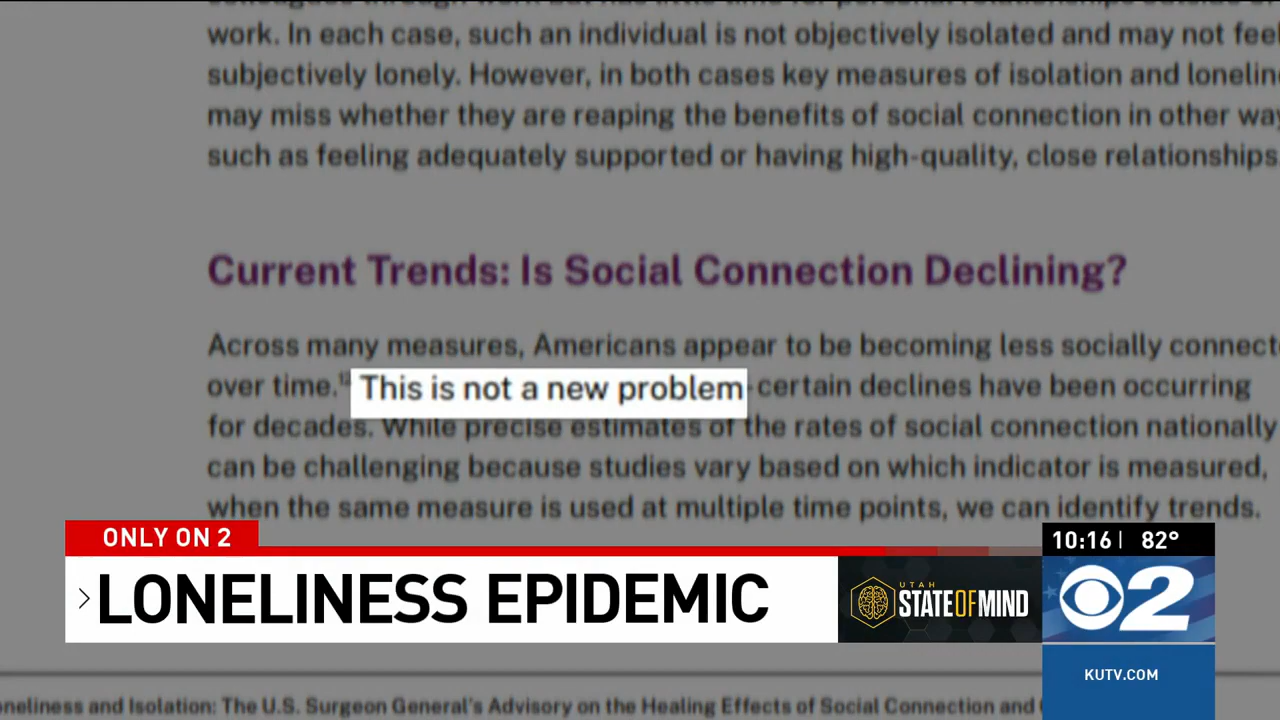 work. In each case, such an individual is not objectively isolated and may not feel
subjectively lonely. However, in both cases key measures of isolation and
may miss whether they are reaping the benefits of social connection in other
such as feeling adequately supported or having high-quality, close relationships
Current Trends: Is Social Connection Declining?
Across many measures, Americans appear to be becoming less socially
over time. This is not a new problem certain declines have been occurring
for decades. While precise estimates of the rates of social connection nationally
can be challenging because studies vary based on which indicator is measured,
when the same measure is used at multiple time points, we can identify trends.
ONLY ON 2
LONELINESS EPIDEMIC
UTAH
STATEOFMIND
10:16 | 82°
2
KUTV.COM
and Isolation: The U.S. Surgeon General's Advisory on the Healing Effects of Social Connection and